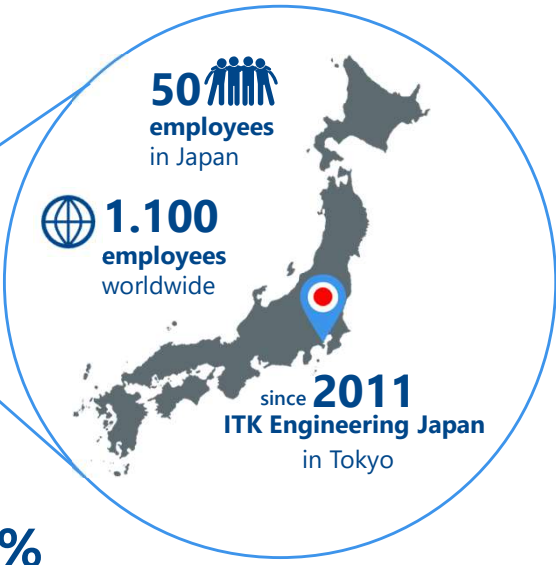 50
employees
in Japan
1.100
employees
worldwide
since 2011
ITK Engineering Japan
in Tokyo
%